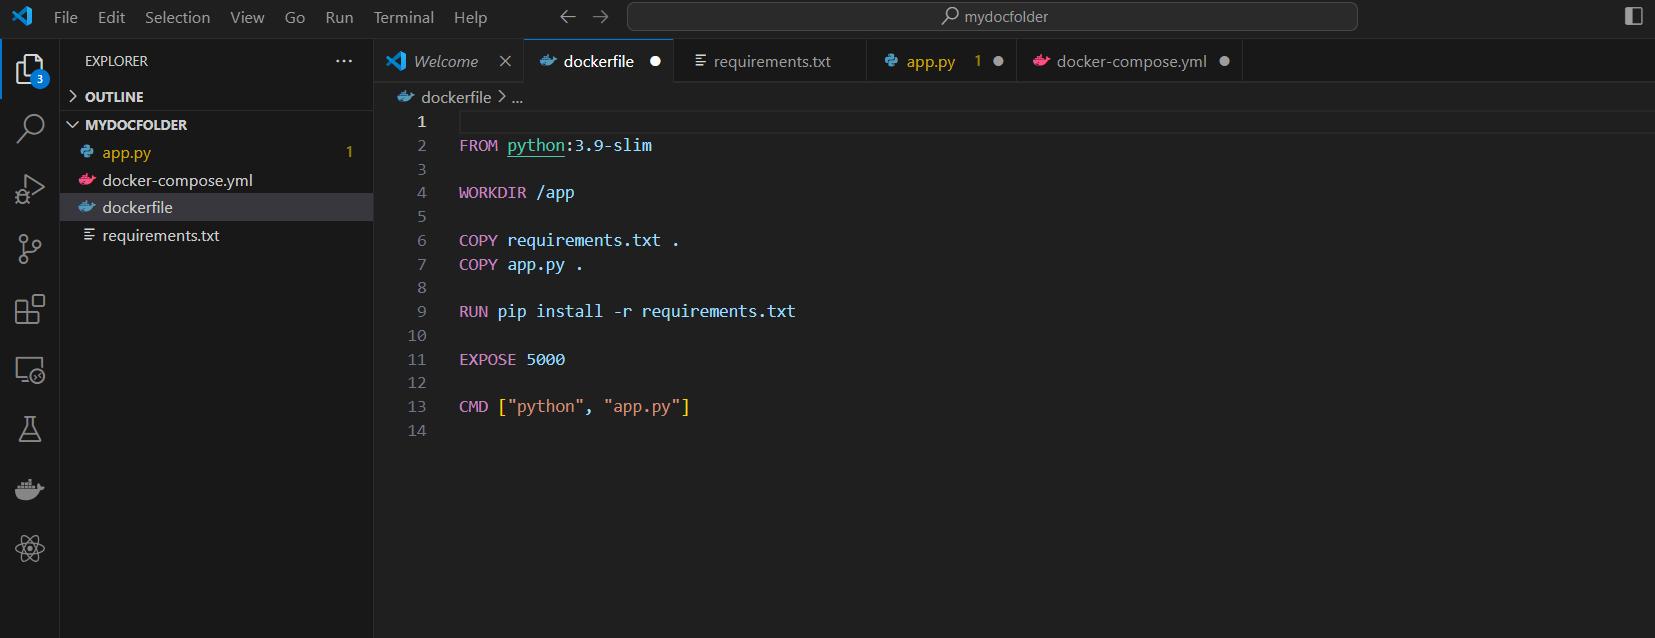 File Edit Selection View Go Run Terminal Help
mydocfolder
EXPLORER
3
OUTLINE
MYDOCFOLDER
app.py 1
docker-compose.yml
dockerfile
requirements.txt
Welcome
dockerfile
requirements.txt
app.py 1
docker-compose.yml
dockerfile > ...
1
2 FROM python:3.9-slim
3
4 WORKDIR /app
5
6 COPY requirements.txt .
7 COPY app.py .
8
9 RUN pip install -r requirements.txt
10
11 EXPOSE 5000
12
13 CMD ["python", "app.py"]
14